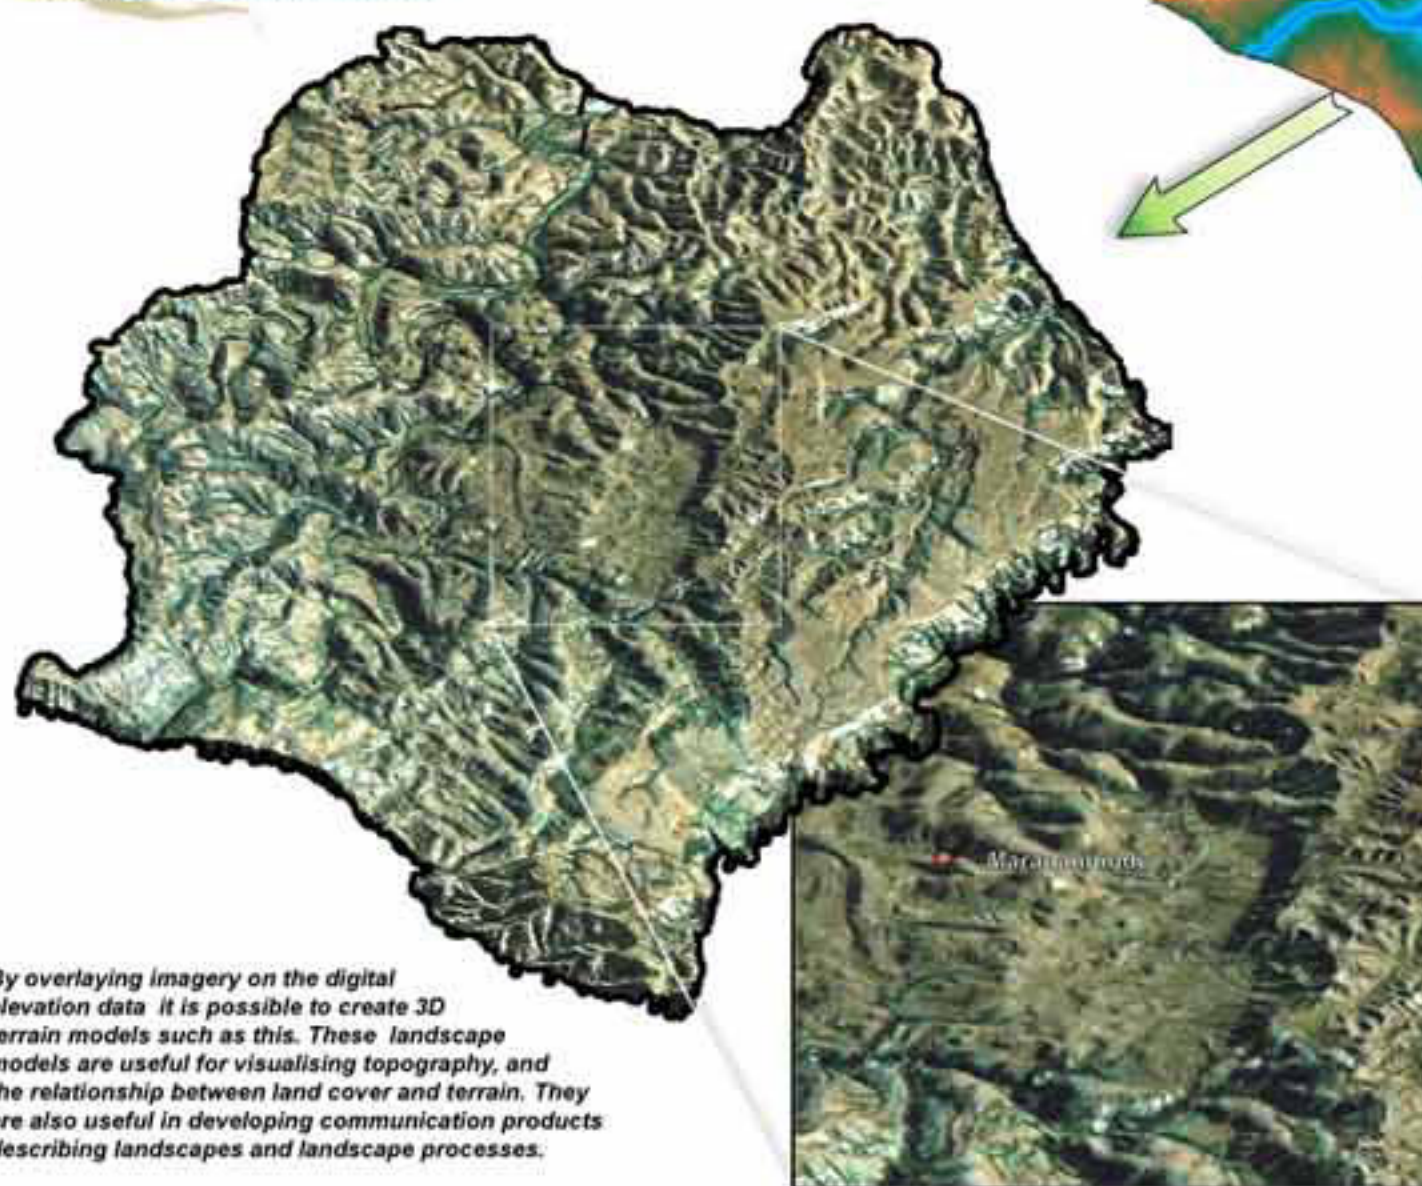 By overlaying imagery on the digital
elevation data it is possible to create 3D
terrain models such as this. These landscape
models are useful for visualising topography, and
the relationship between land cover and terrain. They
are also useful in developing communication products
describing landscapes and landscape processes.